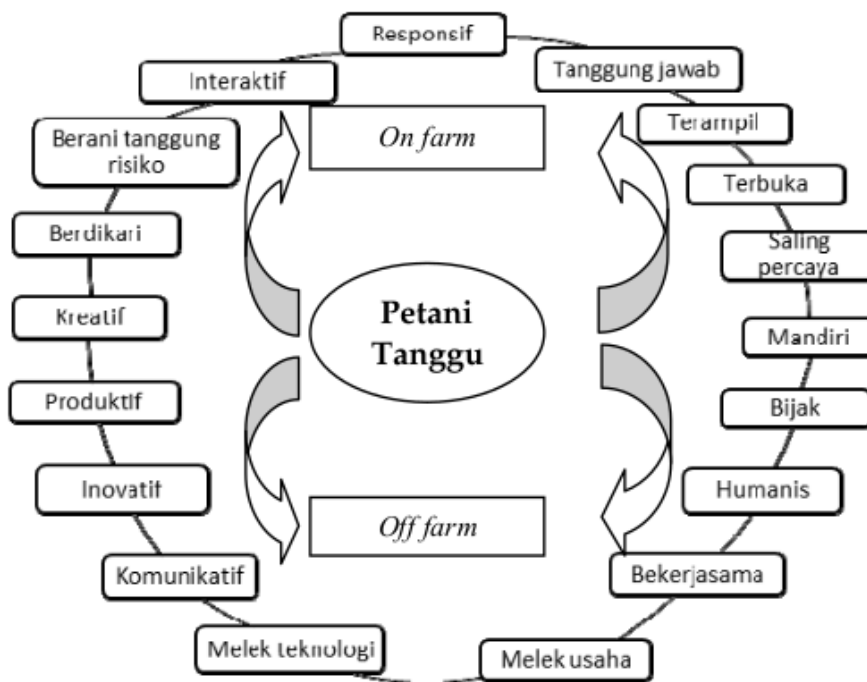 Responsif
Interaktif
Tanggung jawab
On farm
Terampil
Berani tanggung
risiko
Terbuka
Berdikari
Saling
percaya
Petani
Tanggu
Kreatif
Mandiri
Produktif
Bijak
Inovatif
Humanis
Off farm
Komunikatif
Bekerjasama
Melek teknologi
Melek usaha